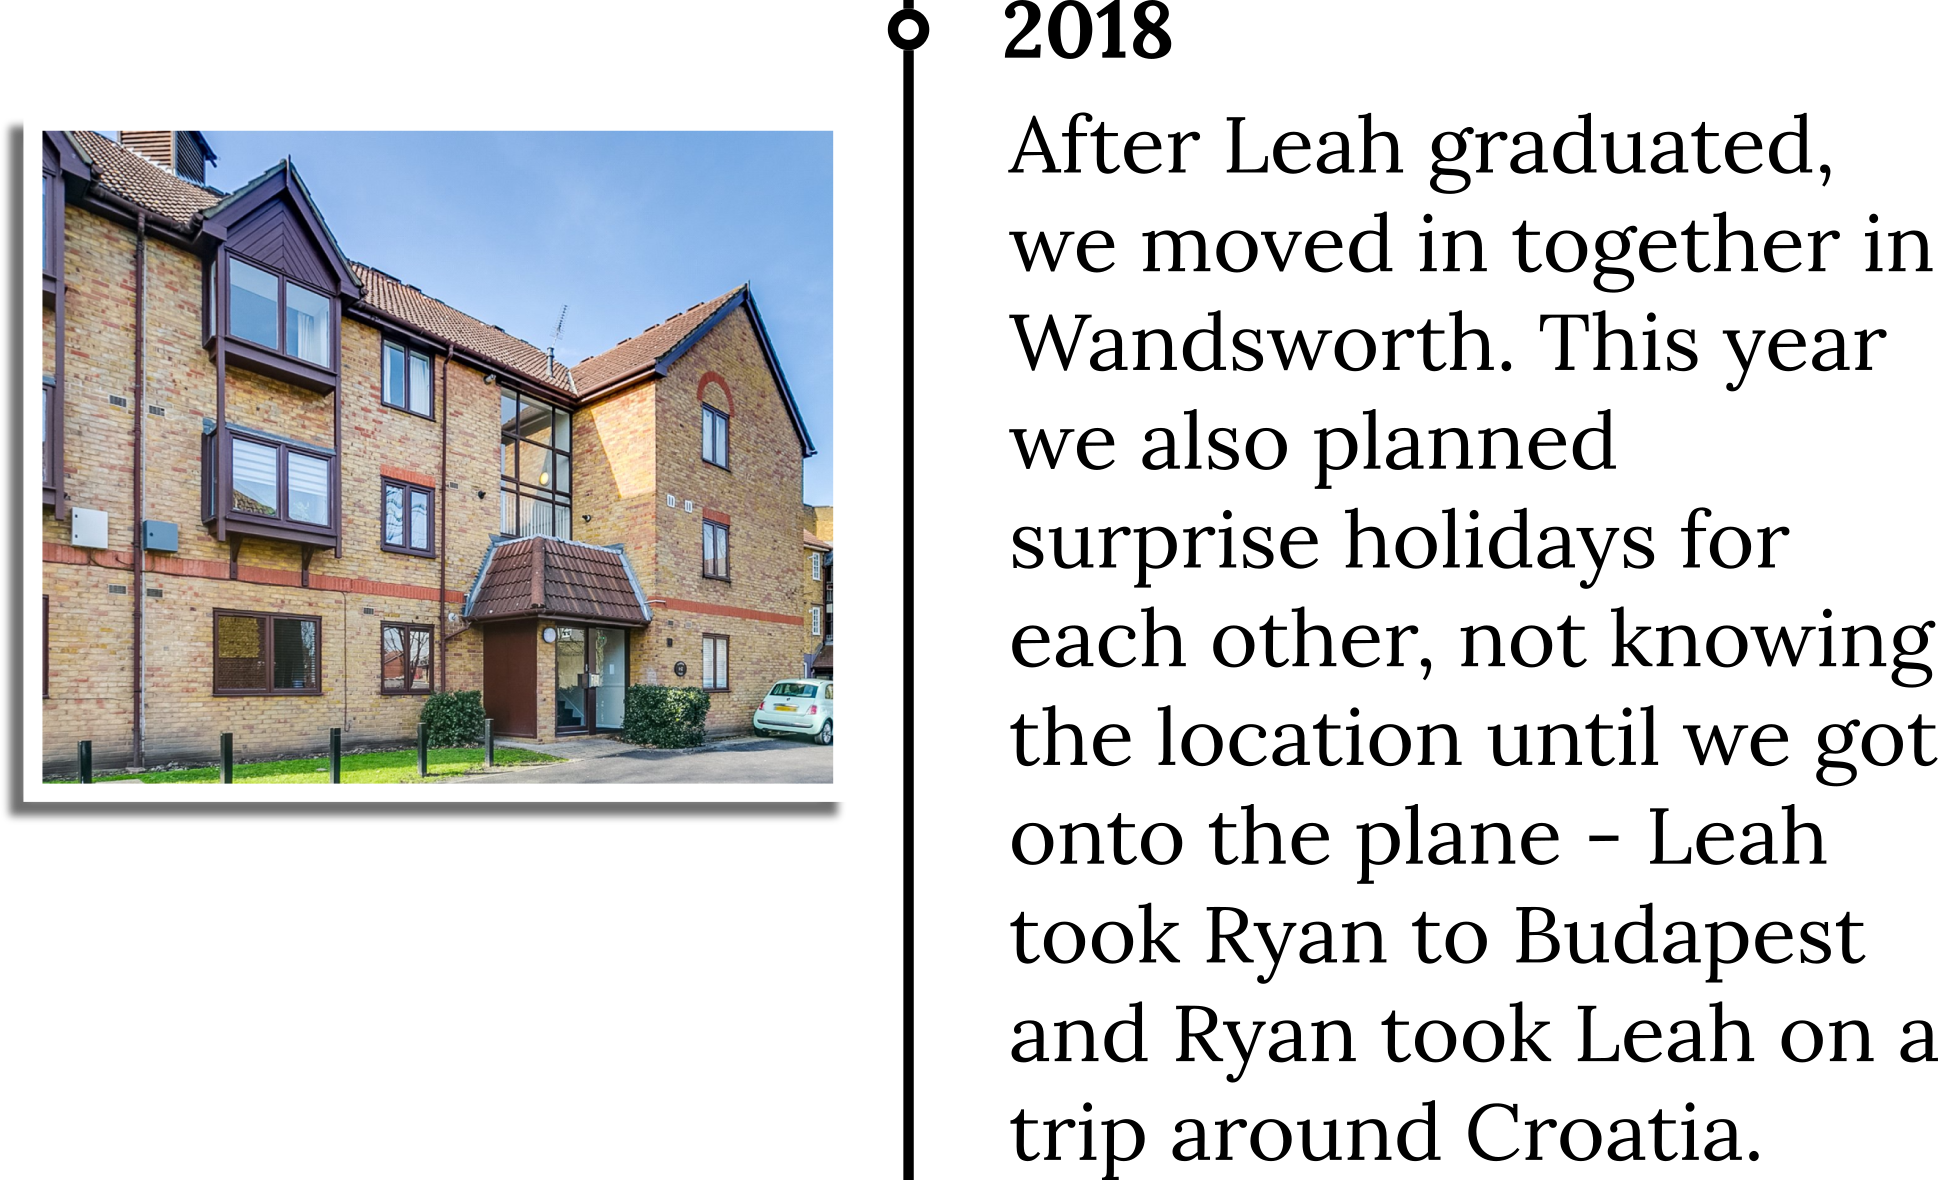 2018
After Leah graduated,
we moved in together in
Wandsworth. This year
we also planned
surprise holidays for
each other, not knowing
the location until we got
onto the plane - Leah
took Ryan to Budapest
and Ryan took Leah on a
trip around Croatia.